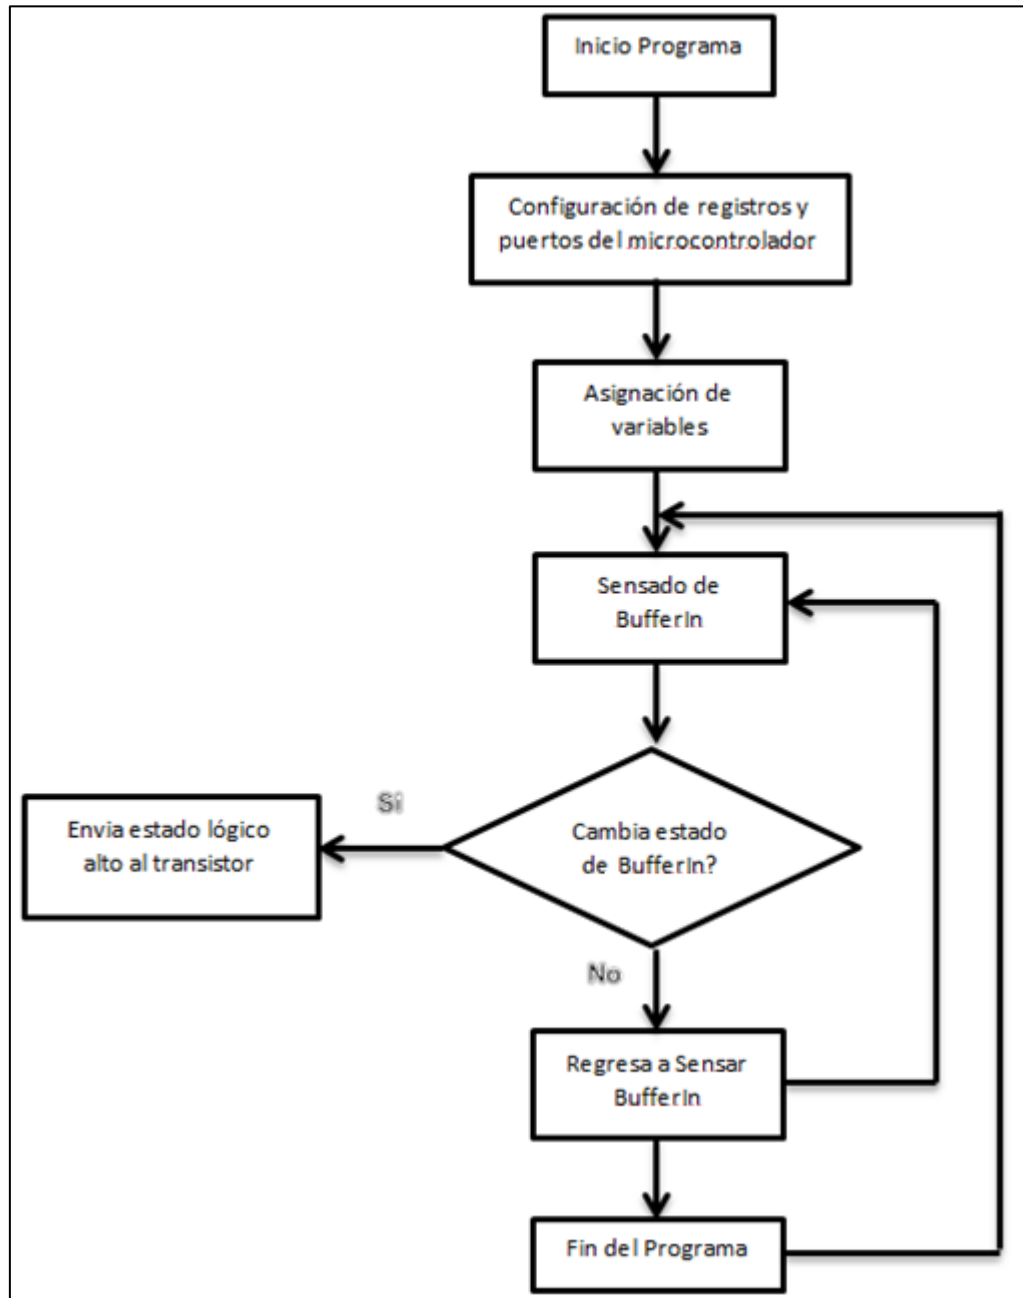 Inicio Programa
Configuración de registros y
puertos del microcontrolador
Asignación de
variables
Sensado de
BufferIn
Cambia estado
de BufferIn?
Si
Envia estado lógico
alto al transistor
No
Regresa a Sensar
BufferIn
Fin del Programa